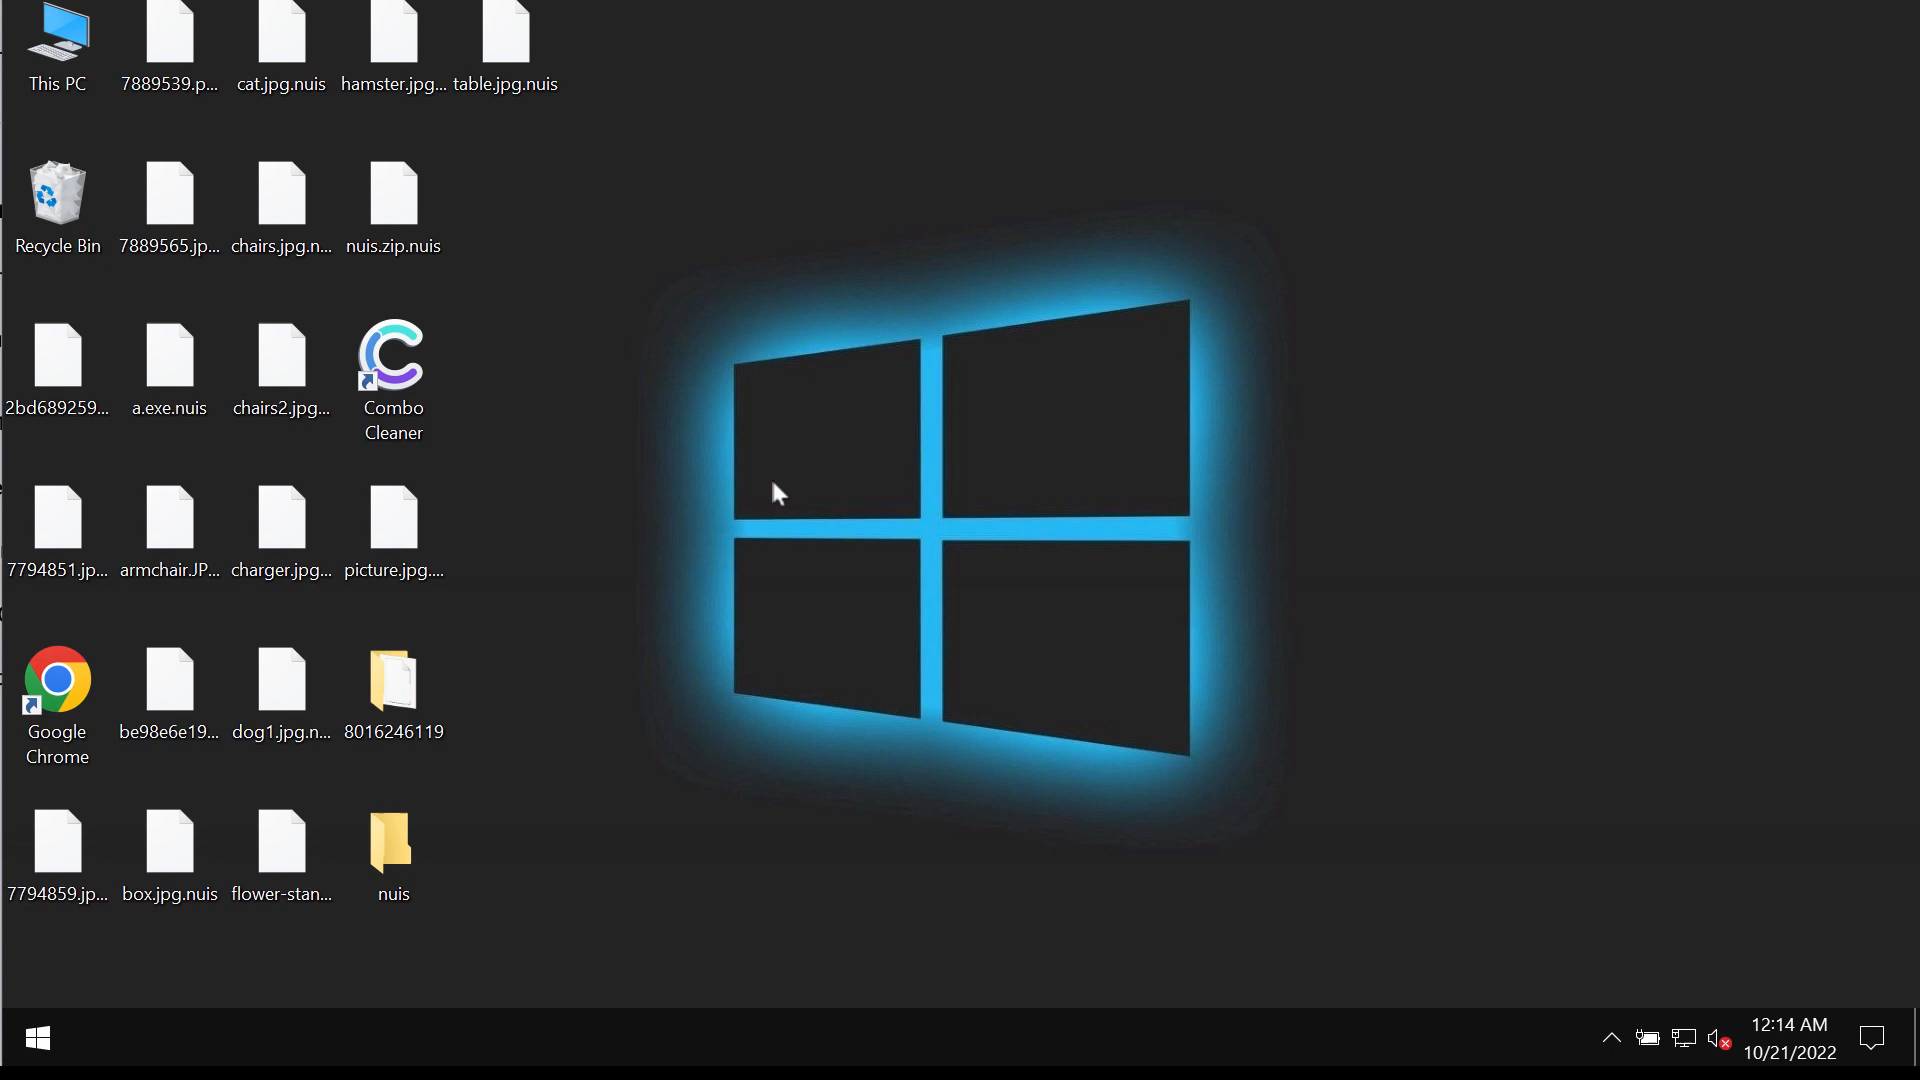 This PC
7889539.p...
cat.jpg.nuis
hamster.jpg...
table.jpg.nuis
Recycle Bin
7889565.jp...
chairs.jpg.n...
nuis.zip.nuis
2bd689259...
a.exe.nuis
chairs2.jpg...
Combo
Cleaner
7794851.jp...
armchair.JP...
charger.jpg...
picture.jpg....
Google
Chrome
be98e6e19...
dog1.jpg.n...
8016246119
7794859.jp...
box.jpg.nuis
flower-stan...
nuis
12:14 AM
10/21/2022